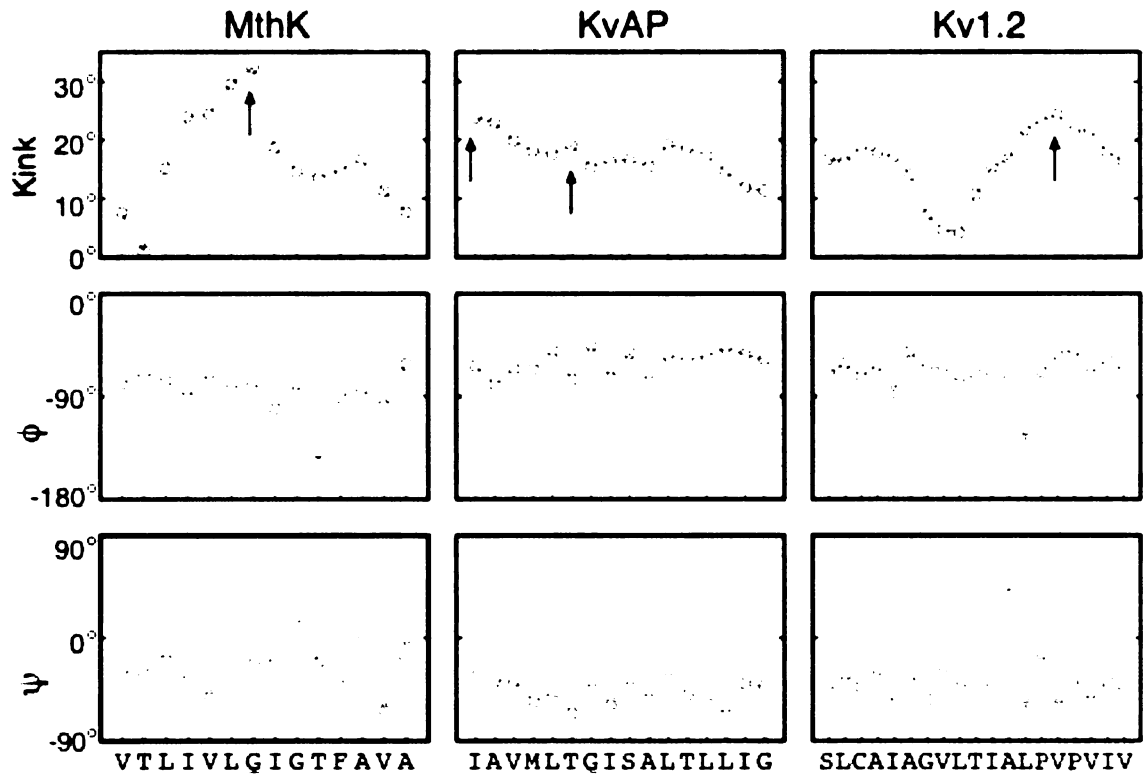 MthK KvAP Kv1.2
Kink
30°
20°
10°
0°
φ
0°
-90°
-180°
ψ
90°
0°
-90°
VTLIVLGIGTFAVA IAVMLTGISALTLLIG SLCAIAGVLTIALPVPVIV